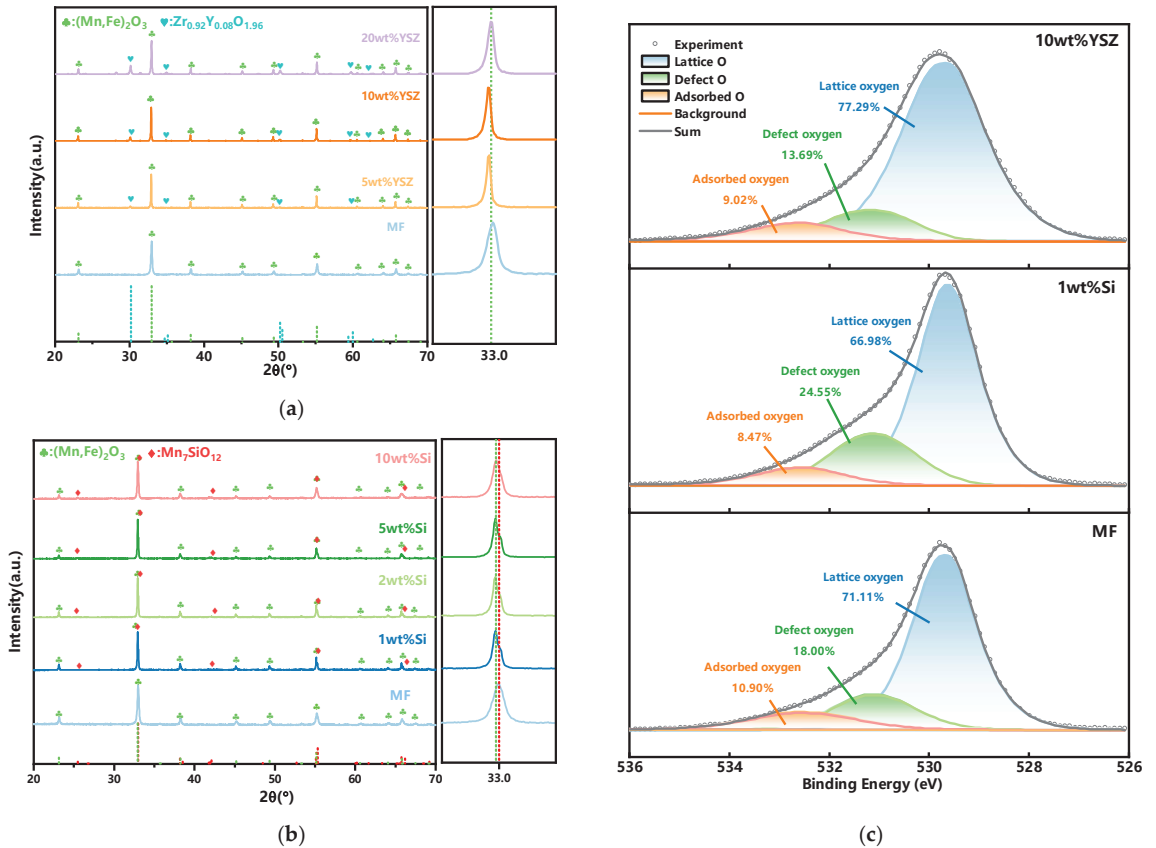 ♣:(Mn,Fe)₂O₃ ♥:Zr₀.₉₂Y₀.₀₈O₁.₉₆
20wt%YSZ
10wt%YSZ
5wt%YSZ
MF
Intensity(a.u.)
20 30 40 50 60 70
33.0
2θ(°)
(a)
♣:(Mn,Fe)₂O₃ ♦:Mn₇SiO₁₂
10wt%Si
5wt%Si
2wt%Si
1wt%Si
MF
Intensity(a.u.)
20 30 40 50 60 70
33.0
2θ(°)
(b)
10wt%YSZ
Experiment
Lattice O
Defect O
Adsorbed O
Background
Sum
Lattice oxygen
77.29%
Defect oxygen
13.69%
Adsorbed oxygen
9.02%
1wt%Si
Lattice oxygen
66.98%
Defect oxygen
24.55%
Adsorbed oxygen
8.47%
MF
Lattice oxygen
71.11%
Defect oxygen
18.00%
Adsorbed oxygen
10.90%
536 534 532 530 528 526
Binding Energy (eV)
(c)